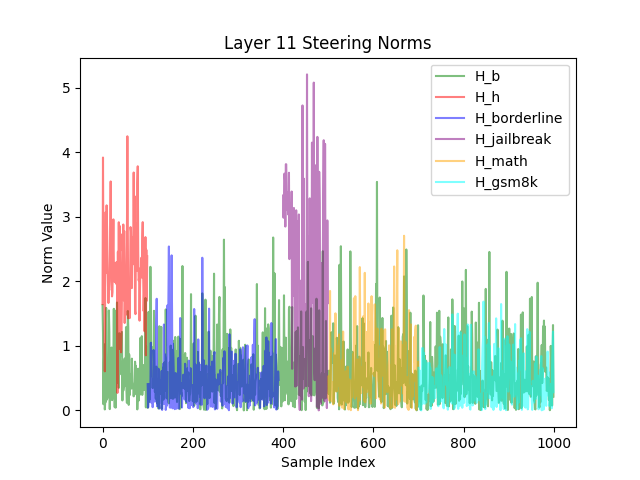 Layer 11 Steering Norms
Norm Value
5
4
3
2
1
0
H_b
H_h
H_borderline
H_jailbreak
H_math
H_gsm8k
0 200 400 600 800 1000
Sample Index